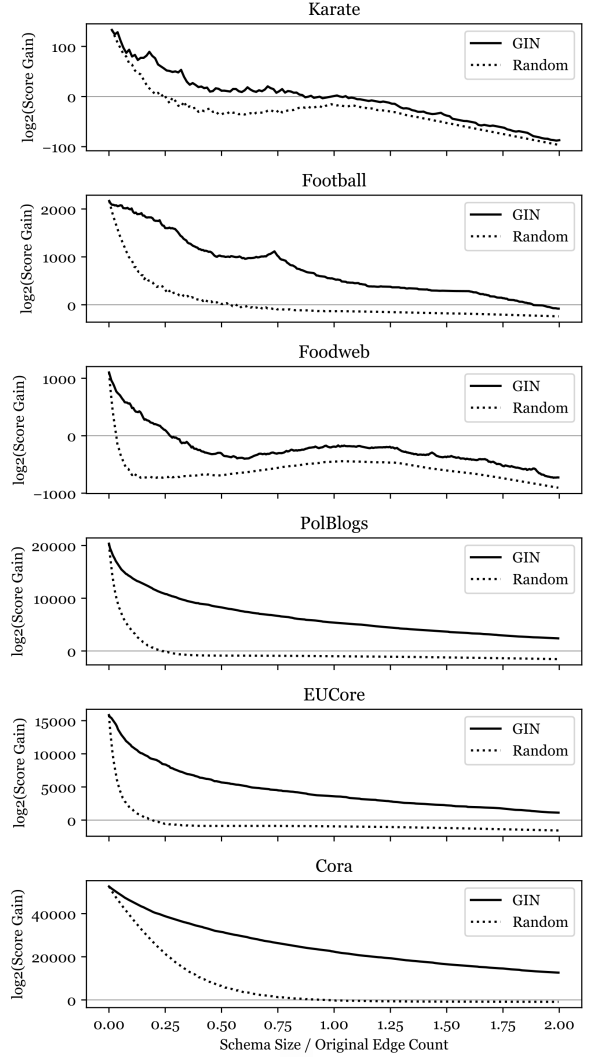 Karate
log2(Score Gain)
100
0
−100
GIN
Random
Football
log2(Score Gain)
2000
1000
0
GIN
Random
Foodweb
log2(Score Gain)
1000
0
−1000
GIN
Random
PolBlogs
log2(Score Gain)
20000
10000
0
GIN
Random
EUCore
log2(Score Gain)
15000
10000
5000
0
GIN
Random
Cora
log2(Score Gain)
40000
20000
0
GIN
Random
0.00 0.25 0.50 0.75 1.00 1.25 1.50 1.75 2.00
Schema Size / Original Edge Count